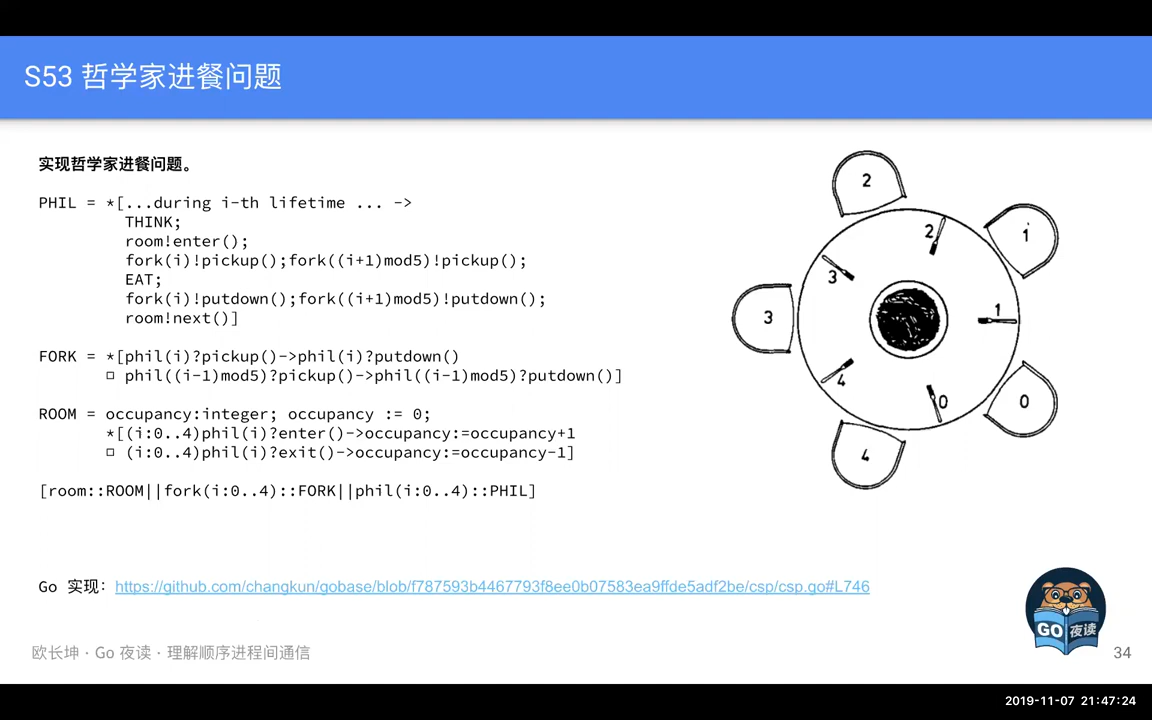 S53 哲学家进餐问题
实现哲学家进餐问题。
PHIL = *[...during i-th lifetime ... ->
THINK;
room!enter();
fork(i)!pickup();fork((i+1)mod5)!pickup();
EAT;
fork(i)!putdown();fork((i+1)mod5)!putdown();
room!next()]
FORK = *[phil(i)?pickup()->phil(i)?putdown()
□ phil((i-1)mod5)?pickup()->phil((i-1)mod5)?putdown()]
ROOM = occupancy:integer; occupancy := 0;
*[(i:0..4)phil(i)?enter()->occupancy:=occupancy+1
□ (i:0..4)phil(i)?exit()->occupancy:=occupancy-1]
[room::ROOM||fork(i:0..4)::FORK||phil(i:0..4)::PHIL]
2
1
2
3
3
1
4
0
0
4
Go 实现：https://github.com/changkun/gobase/blob/f787593b4467793f8ee0b07583ea9ffde5adf2be/csp/csp.go#L746
GO 夜读
欧长坤 · Go 夜读 · 理解顺序进程间通信
34
2019-11-07 21:47:24